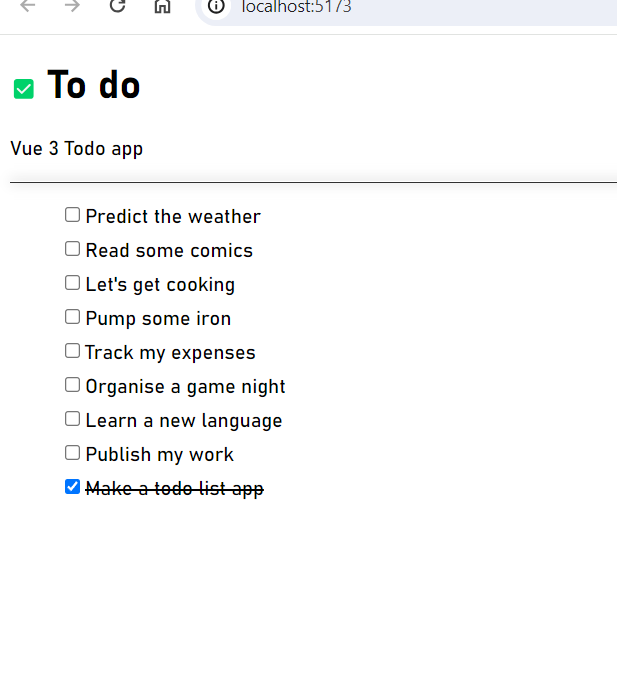 localhost:5173
To do
Vue 3 Todo app
Predict the weather
Read some comics
Let's get cooking
Pump some iron
Track my expenses
Organise a game night
Learn a new language
Publish my work
Make a todo list app